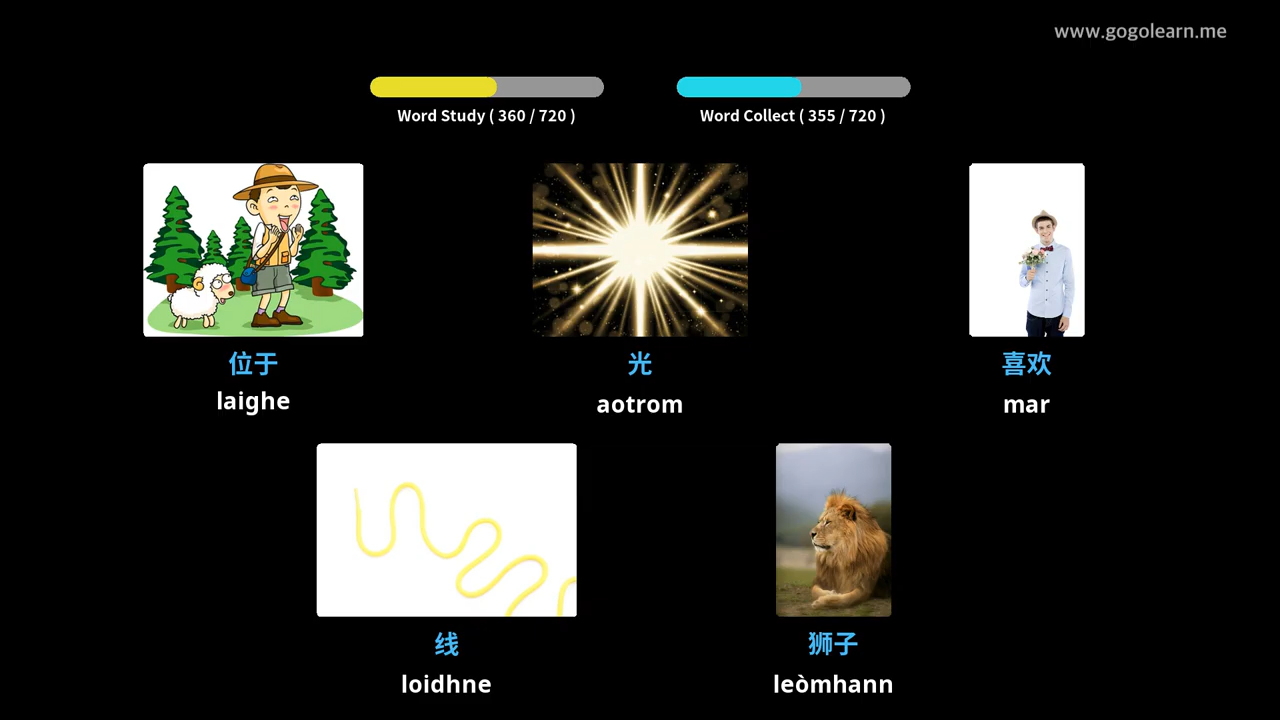 www.gogolearn.me
Word Study ( 360 / 720 )
Word Collect ( 355 / 720 )
位于
laighe
光
aotrom
喜欢
mar
线
loidhne
狮子
leòmhann